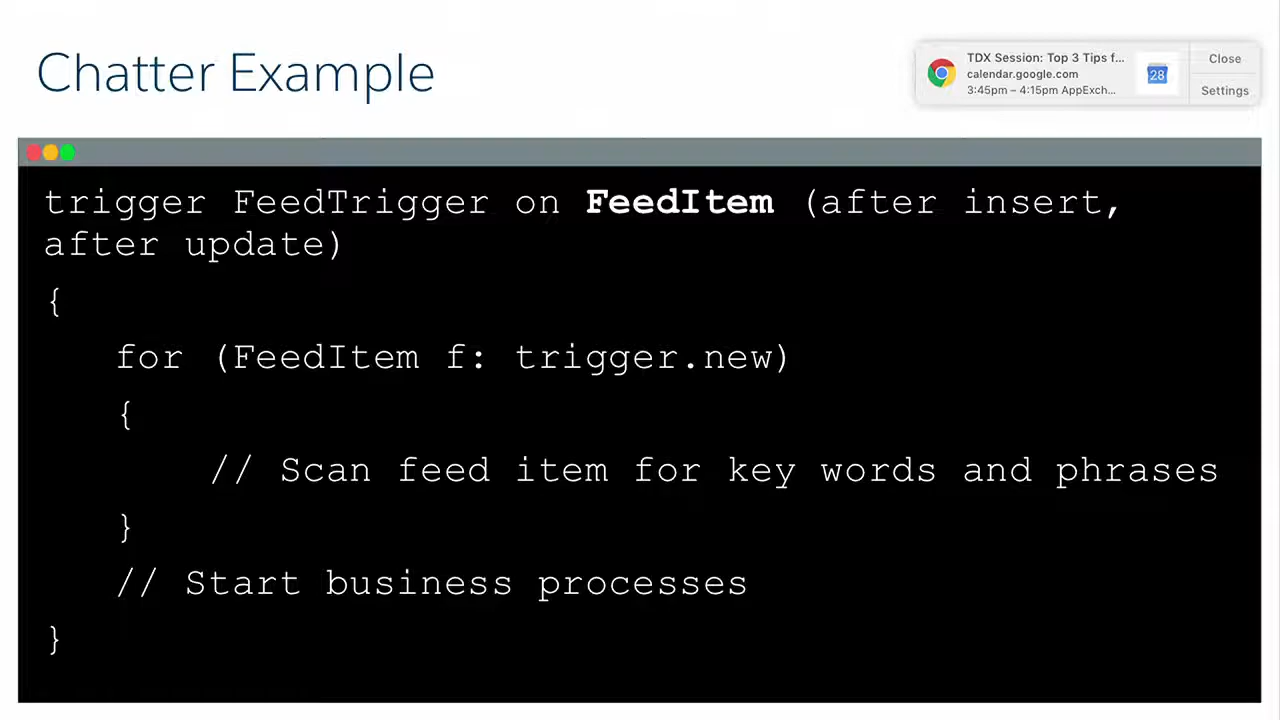 Chatter Example
TDX Session: Top 3 Tips f...
calendar.google.com
3:45pm – 4:15pm AppExch...
28
Close
Settings
trigger FeedTrigger on FeedItem (after insert,
after update)
{
for (FeedItem f: trigger.new)
{
// Scan feed item for key words and phrases
}
// Start business processes
}